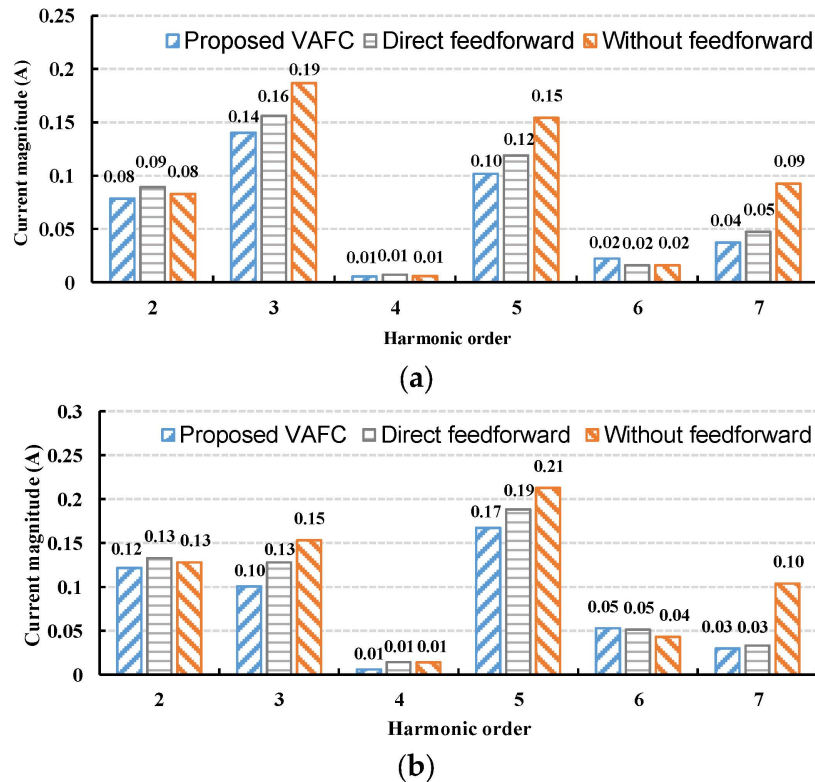 0.25
Proposed VAFC Direct feedforward Without feedforward
0.2
0.15
0.1
0.05
0
Current magnitude (A)
0.08 0.09 0.08
0.14 0.16 0.19
0.01 0.01 0.01
0.10 0.12 0.15
0.02 0.02 0.02
0.04 0.05 0.09
2 3 4 5 6 7
Harmonic order
(a)
0.3
Proposed VAFC Direct feedforward Without feedforward
0.25
0.2
0.15
0.1
0.05
0
Current magnitude (A)
0.12 0.13 0.13
0.10 0.13 0.15
0.01 0.01 0.01
0.17 0.19 0.21
0.05 0.05 0.04
0.03 0.03 0.10
2 3 4 5 6 7
Harmonic order
(b)